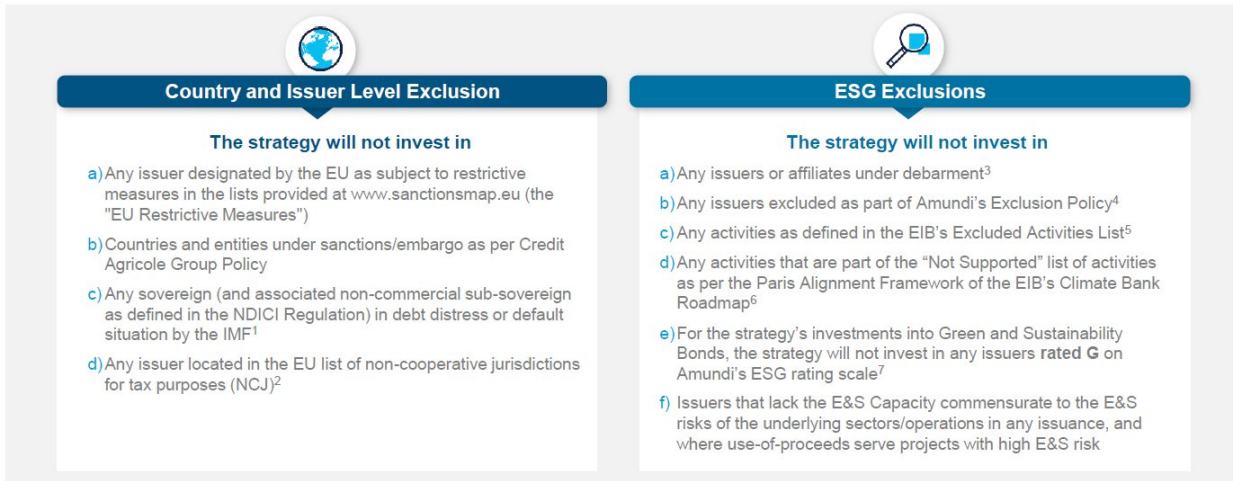 Country and Issuer Level Exclusion
The strategy will not invest in
a) Any issuer designated by the EU as subject to restrictive
measures in the lists provided at www.sanctionsmap.eu (the
"EU Restrictive Measures")
b) Countries and entities under sanctions/embargo as per Credit
Agricole Group Policy
c) Any sovereign (and associated non-commercial sub-sovereign
as defined in the NDICI Regulation) in debt distress or default
situation by the IMF¹
d) Any issuer located in the EU list of non-cooperative jurisdictions
for tax purposes (NCJ)²
ESG Exclusions
The strategy will not invest in
a) Any issuers or affiliates under debarment³
b) Any issuers excluded as part of Amundi's Exclusion Policy⁴
c) Any activities as defined in the EIB's Excluded Activities List⁵
d) Any activities that are part of the “Not Supported” list of activities
as per the Paris Alignment Framework of the EIB's Climate Bank
Roadmap⁶
e) For the strategy's investments into Green and Sustainability
Bonds, the strategy will not invest in any issuers rated G on
Amundi's ESG rating scale⁷
f) Issuers that lack the E&S Capacity commensurate to the E&S
risks of the underlying sectors/operations in any issuance, and
where use-of-proceeds serve projects with high E&S risk